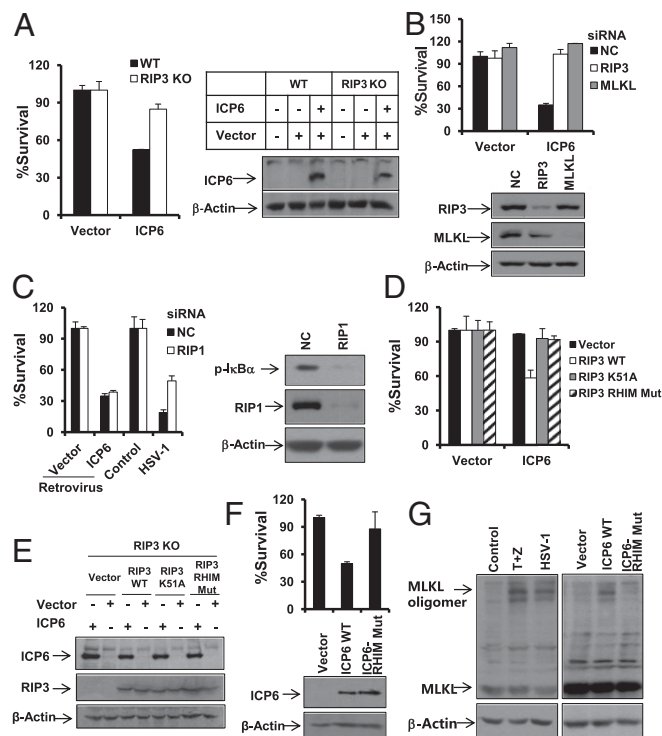 A
WT
RIP3 KO
120
90
60
30
0
%Survival
Vector ICP6
WT RIP3 KO
ICP6 - - + - - +
Vector - + + - + +
ICP6
β-Actin
B
siRNA
NC
RIP3
MLKL
150
120
90
60
30
0
%Survival
Vector ICP6
NC RIP3 MLKL
RIP3
MLKL
β-Actin
C
siRNA
NC
RIP1
120
90
60
30
0
%Survival
Vector ICP6 Control HSV-1
Retrovirus
NC RIP1
p-IκBα
RIP1
β-Actin
D
Vector
RIP3 WT
RIP3 K51A
RIP3 RHIM Mut
120
90
60
30
0
%Survival
Vector ICP6
E
RIP3 KO
Vector RIP3 WT RIP3 K51A RIP3 RHIM Mut
Vector - + - + - + - +
ICP6 + - + - + - + -
ICP6
RIP3
β-Actin
F
120
90
60
30
0
%Survival
Vector ICP6 WT ICP6-RHIM Mut
ICP6
β-Actin
G
Control T+Z HSV-1 Vector ICP6 WT ICP6-RHIM Mut
MLKL
oligomer
MLKL
β-Actin